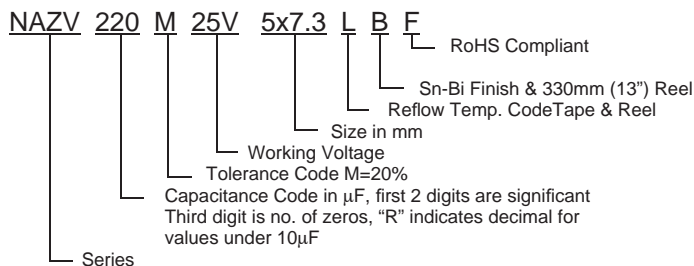 NAZV 220 M 25V 5x7.3 L B F
RoHS Compliant
Sn-Bi Finish & 330mm (13”) Reel
Reflow Temp. CodeTape & Reel
Size in mm
Working Voltage
Tolerance Code M=20%
Capacitance Code in μF, first 2 digits are significant
Third digit is no. of zeros, “R” indicates decimal for
values under 10μF
Series